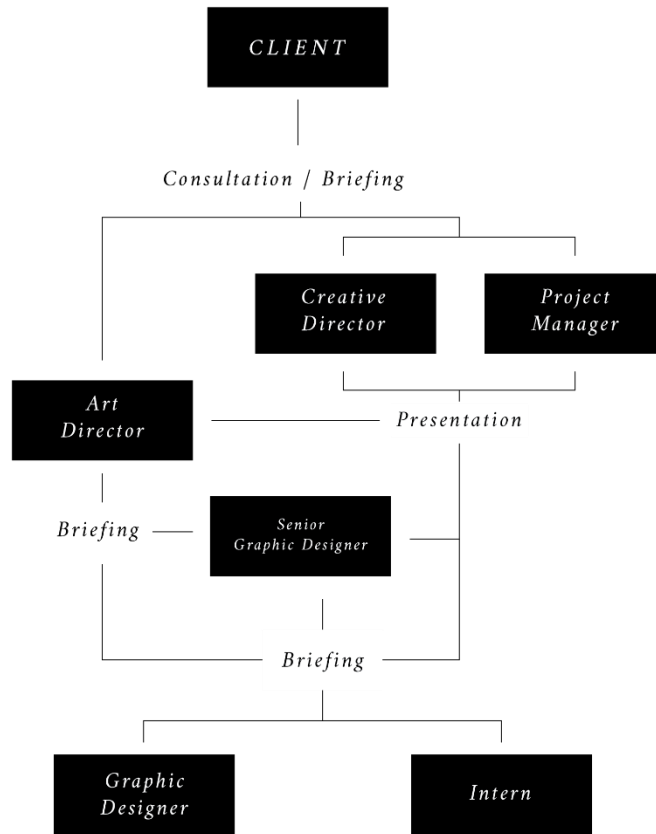 CLIENT
Consultation / Briefing
Creative
Director
Project
Manager
Art
Director
Presentation
Briefing
Senior
Graphic Designer
Briefing
Graphic
Designer
Intern